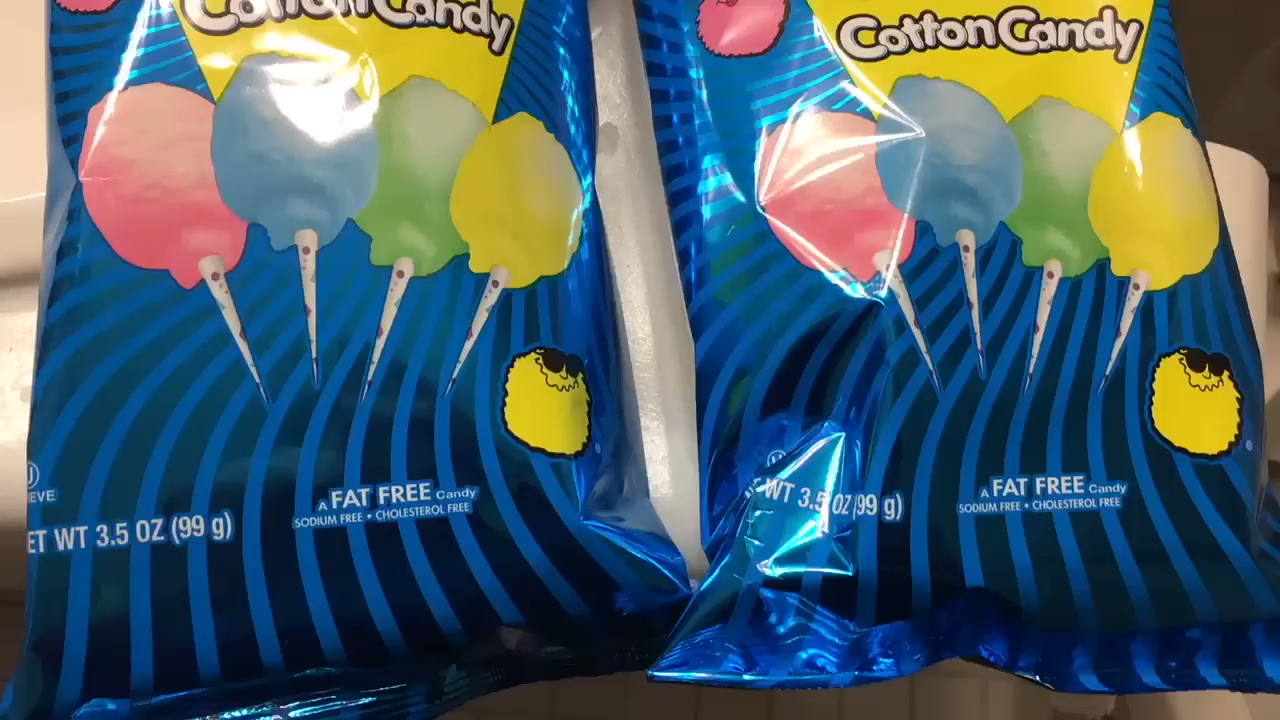 Cotton Candy
U
EVE
ET WT 3.5 OZ (99 g)
A FAT FREE Candy
SODIUM FREE • CHOLESTEROL FREE
®
Cotton Candy
U
WT 3.5 OZ (99 g)
A FAT FREE Candy
SODIUM FREE • CHOLESTEROL FREE
®